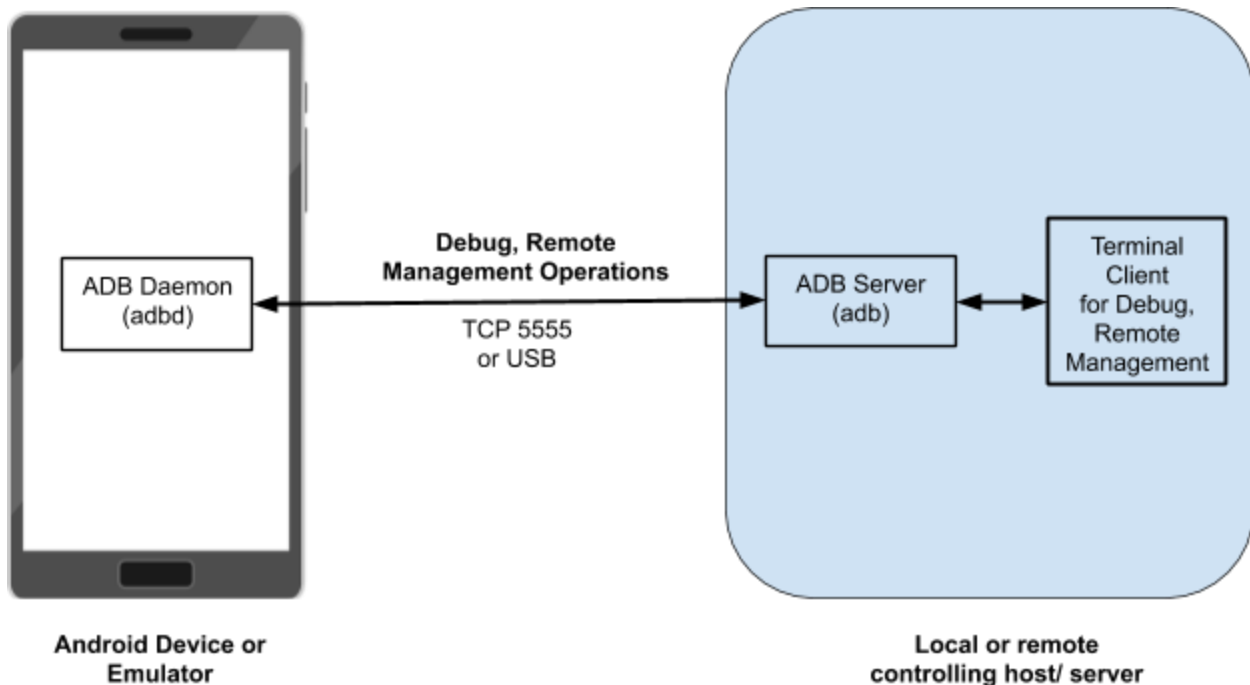 Debug, Remote
Management Operations
ADB Daemon
(adbd)
TCP 5555
or USB
ADB Server
(adb)
Terminal
Client
for Debug,
Remote
Management
Android Device or
Emulator
Local or remote
controlling host/ server